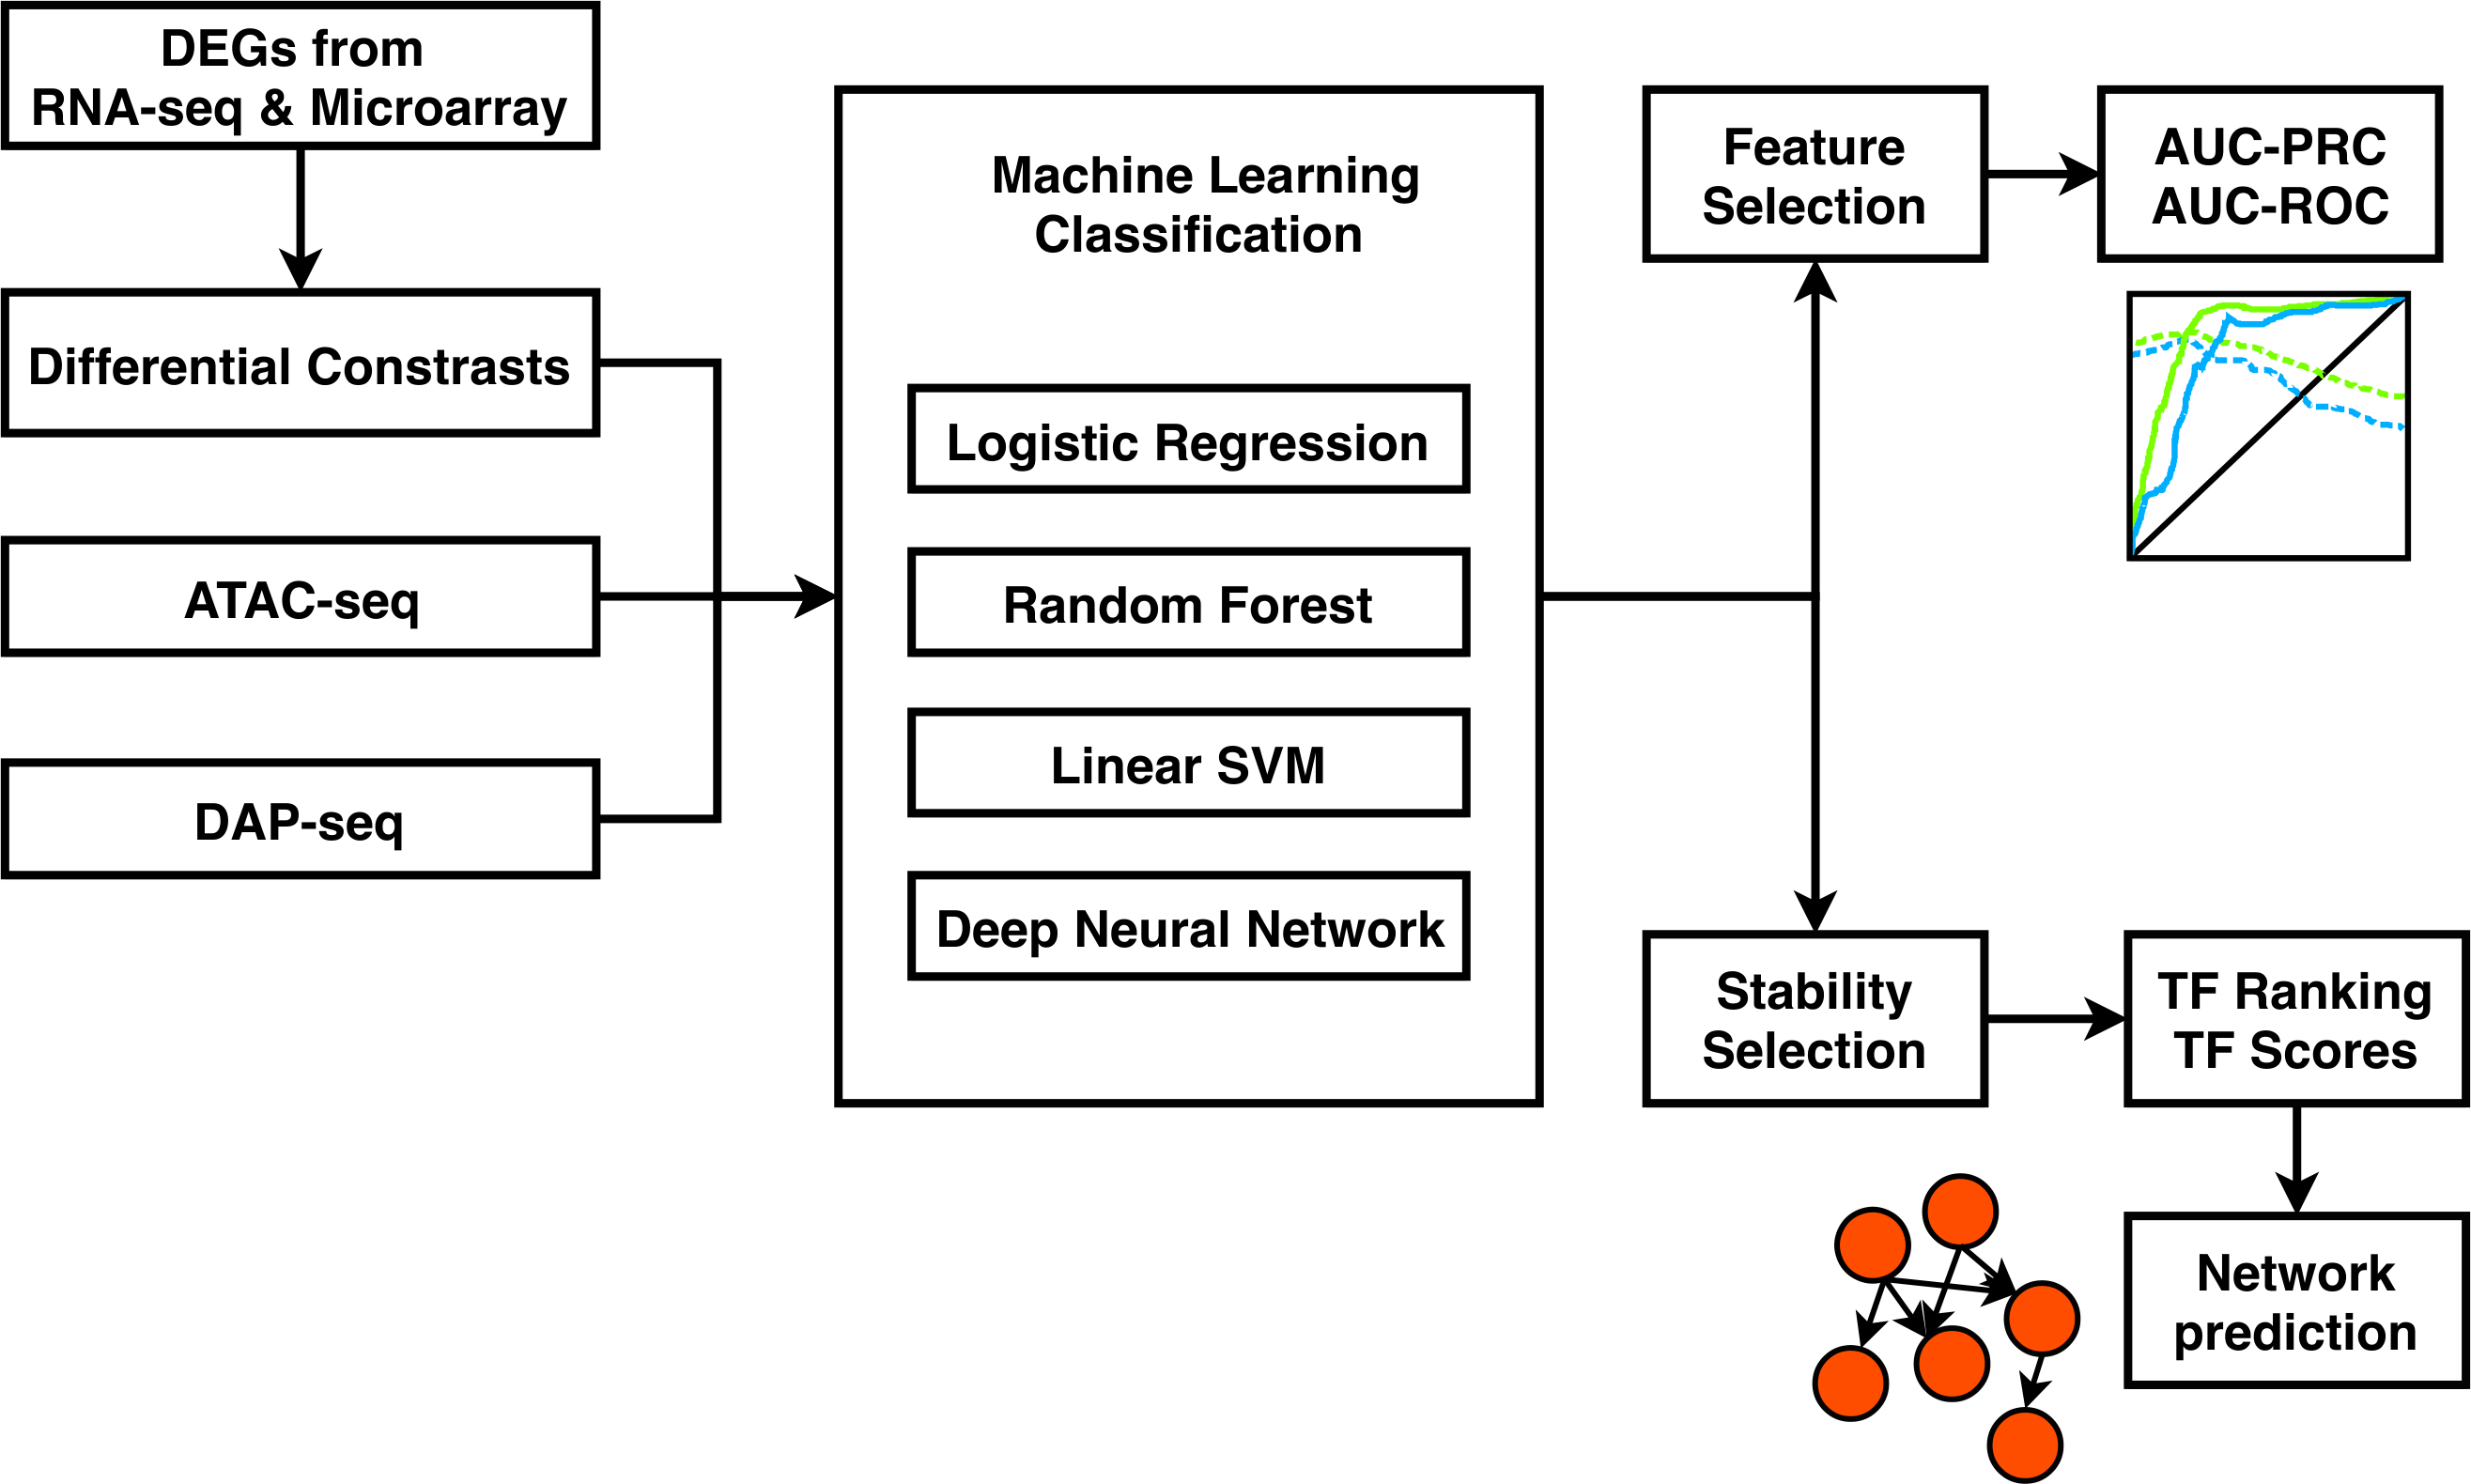 DEGs from
RNA-seq & Microarray
Differential Constrasts
ATAC-seq
DAP-seq
Machine Learning
Classification
Logistic Regression
Random Forest
Linear SVM
Deep Neural Network
Feature
Selection
AUC-PRC
AUC-ROC
Stability
Selection
TF Ranking
TF Scores
Network
prediction